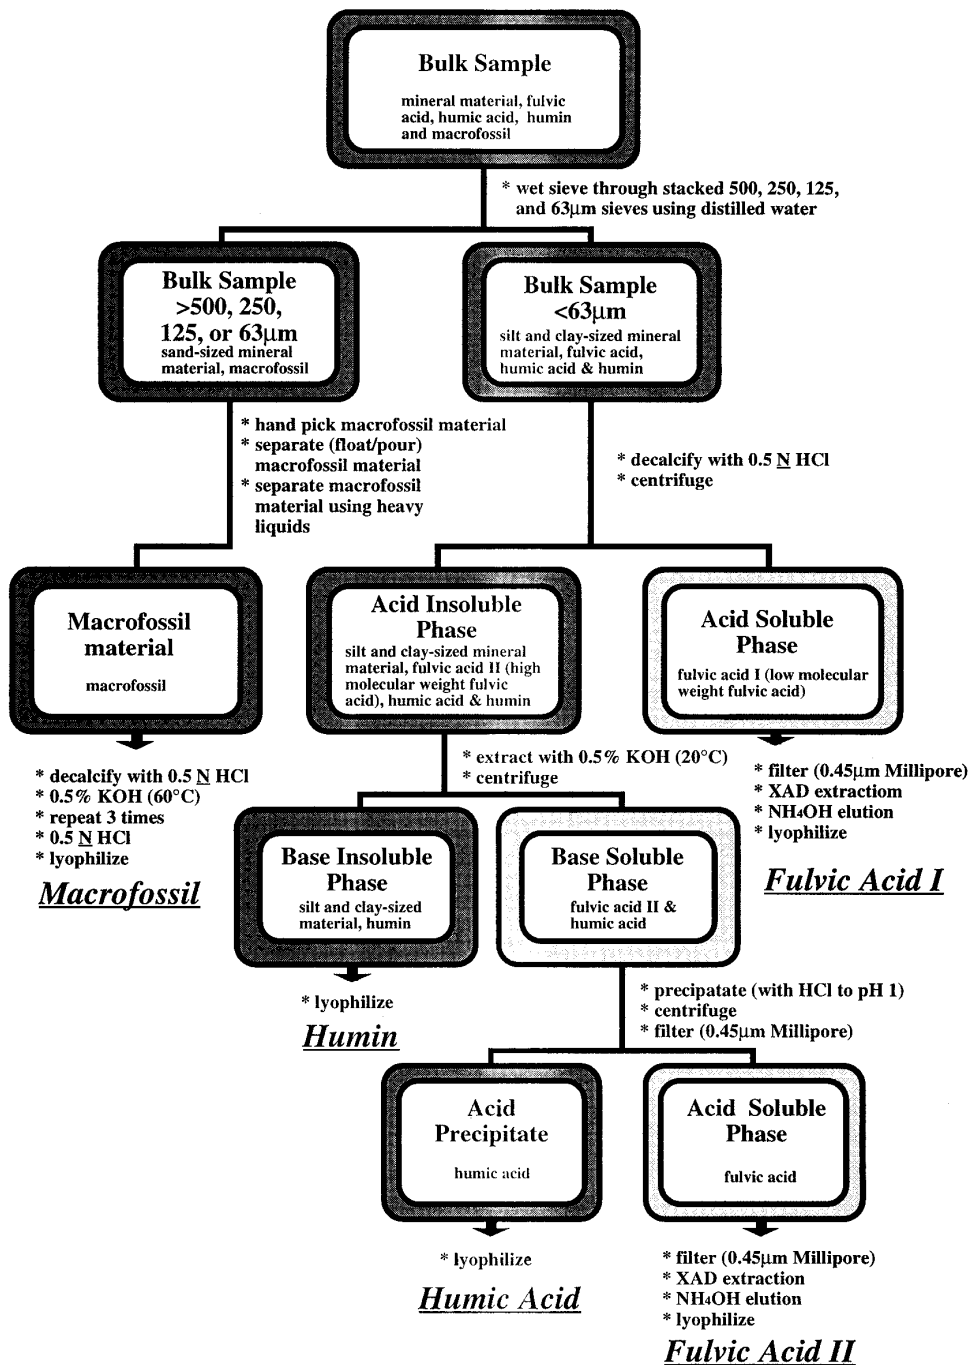 Bulk Sample
mineral material, fulvic
acid, humic acid, humin
and macrofossil
* wet sieve through stacked 500, 250, 125,
and 63µm sieves using distilled water
Bulk Sample
>500, 250,
125, or 63µm
sand-sized mineral
material, macrofossil
Bulk Sample
<63µm
silt and clay-sized mineral
material, fulvic acid,
humic acid & humin
* hand pick macrofossil material
* separate (float/pour)
macrofossil material
* separate macrofossil
material using heavy
liquids
* decalcify with 0.5 N HCl
* centrifuge
Macrofossil
material
macrofossil
Acid Insoluble
Phase
silt and clay-sized mineral
material, fulvic acid II (high
molecular weight fulvic
acid), humic acid & humin
Acid Soluble
Phase
fulvic acid I (low molecular
weight fulvic acid)
* decalcify with 0.5 N HCl
* 0.5% KOH (60°C)
* repeat 3 times
* 0.5 N HCl
* lyophilize
Macrofossil
* extract with 0.5% KOH (20°C)
* centrifuge
* filter (0.45µm Millipore)
* XAD extractiom
* NH4OH elution
* lyophilize
Fulvic Acid I
Base Insoluble
Phase
silt and clay-sized
material, humin
Base Soluble
Phase
fulvic acid II &
humic acid
* lyophilize
Humin
* precipatate (with HCl to pH 1)
* centrifuge
* filter (0.45µm Millipore)
Acid
Precipitate
humic acid
Acid Soluble
Phase
fulvic acid
* lyophilize
Humic Acid
* filter (0.45µm Millipore)
* XAD extraction
* NH4OH elution
* lyophilize
Fulvic Acid II